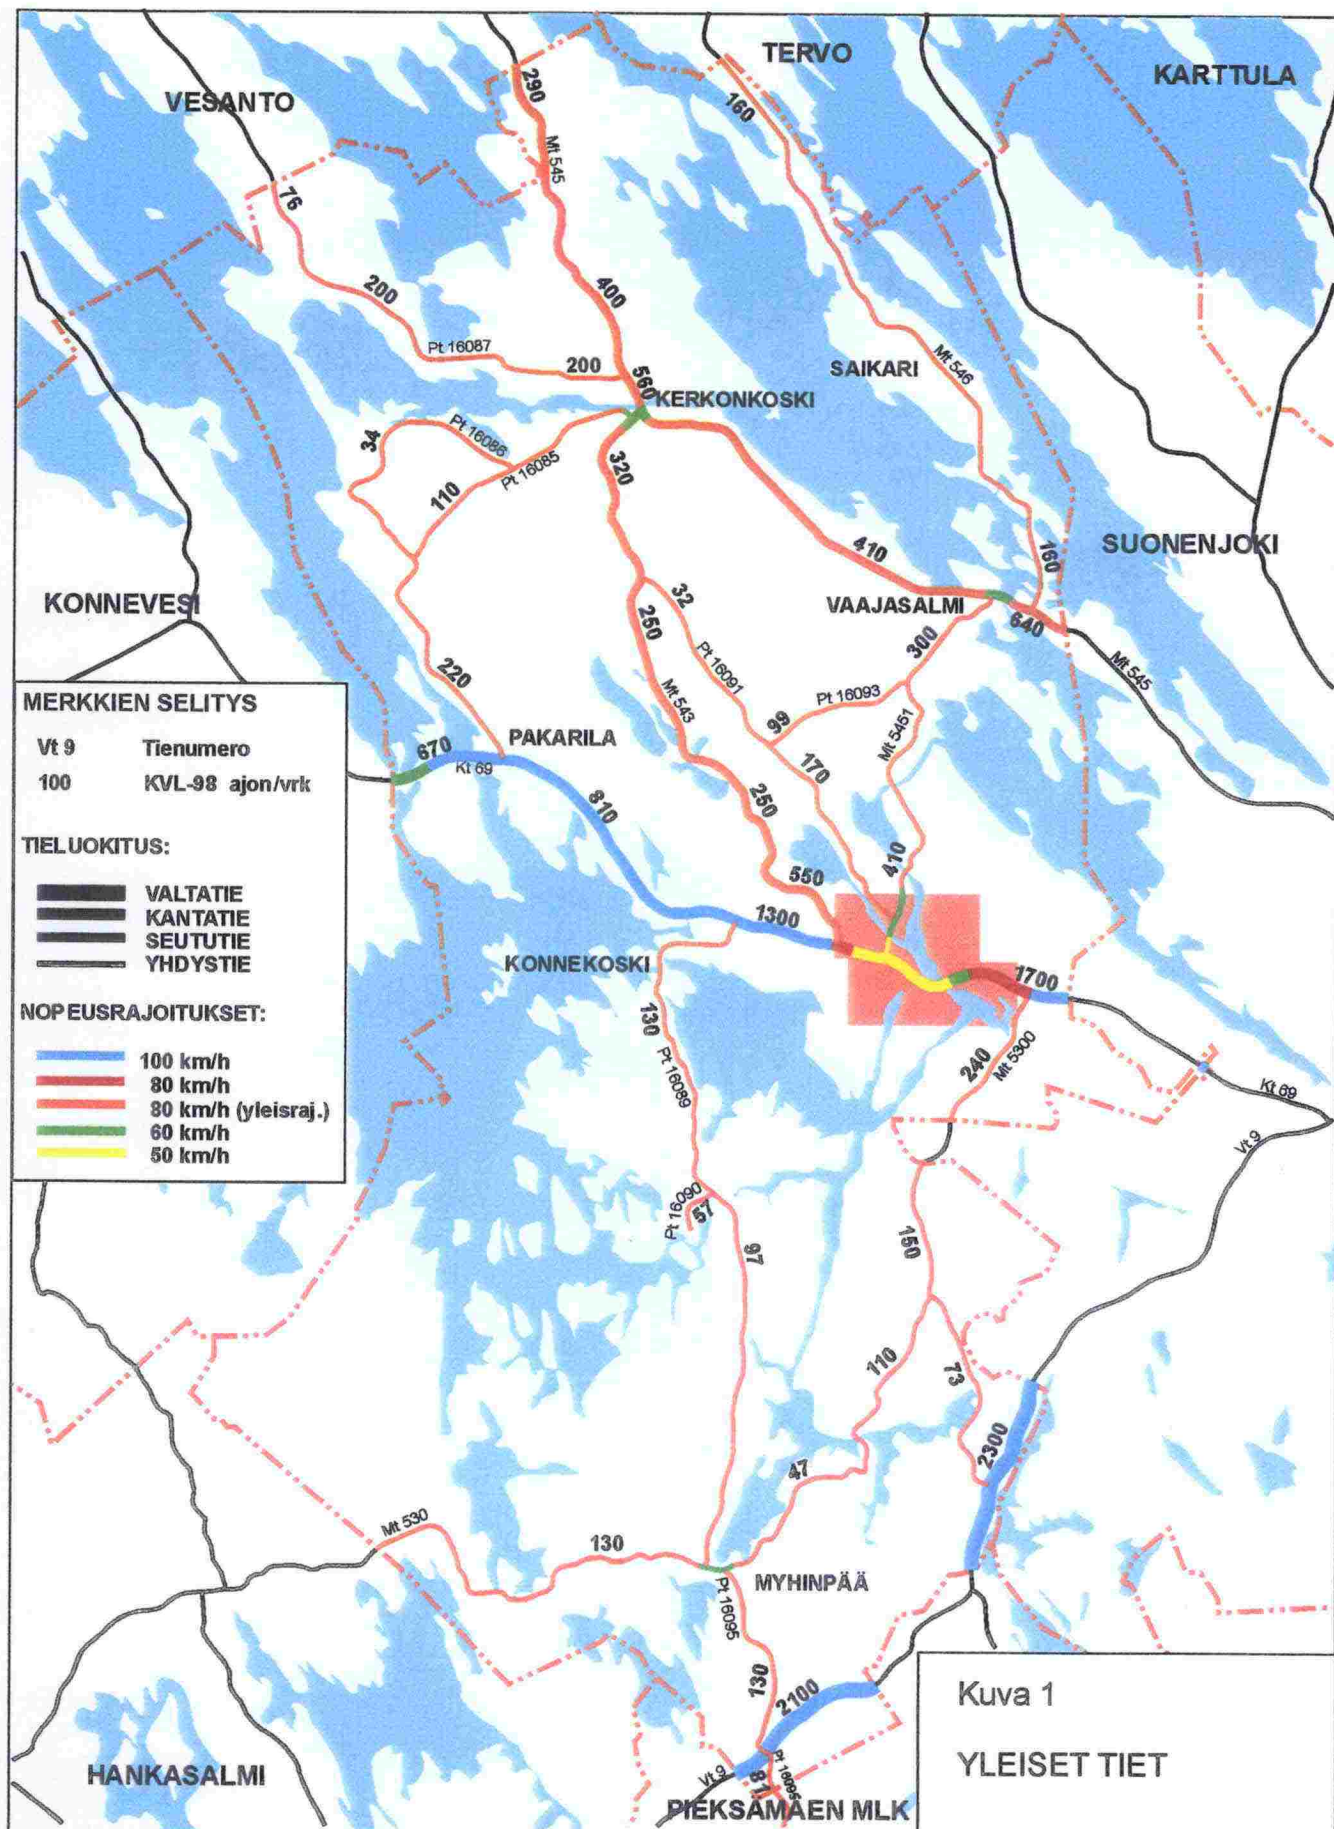 TERVO
KARTTULA
VESANTO
290
160
Mt 545
76
200
400
Pt 16087
200
560
SAIKARI
Mt 546
KERKONKOSKI
34
Pt 16086
Pt 16085
320
110
410
160
SUONENJOKI
KONNEVESI
32
VAAJASALMI
640
250
300
Mt 545
Pt 16091
220
Pt 16093
Mt 543
99
Mt 5451
MERKKIEN SELITYS
Vt 9 Tienumero
100 KVL-98 ajon/vrk
TIELUOKITUS:
VALTATIE
KANTATIE
SEUTUTIE
YHDYSTIE
NOPEUSRAJOITUKSET:
100 km/h
80 km/h
80 km/h (yleisraj.)
60 km/h
50 km/h
670
Kt 69
PAKARILA
170
810
250
550
410
1300
KONNEKOSKI
1700
130
Pt 16089
240
Mt 5300
Kt 69
Vt 9
Pt 16090
57
97
150
110
73
2300
47
Mt 530
130
MYHINPÄÄ
Pt 16095
130
2100
Vt 9
81
Pt 16095
HANKASALMI
PIEKSÄMÄEN MLK
Kuva 1
YLEISET TIET